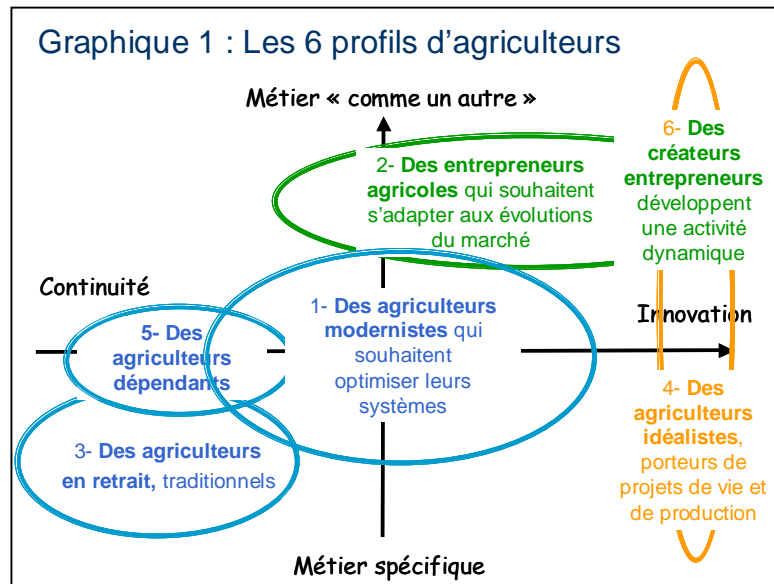 Graphique 1 : Les 6 profils d'agriculteurs
Métier « comme un autre »
6- Des
créateurs
entrepreneurs
développent
une activité
dynamique
2- Des entrepreneurs
agricoles qui souhaitent
s'adapter aux évolutions
du marché
Continuité
Innovation
1- Des agriculteurs
modernistes qui
souhaitent
optimiser leurs
systèmes
5- Des
agriculteurs
dépendants
4- Des
agriculteurs
idéalistes,
porteurs de
projets de vie et
de production
3- Des agriculteurs
en retrait, traditionnels
Métier spécifique